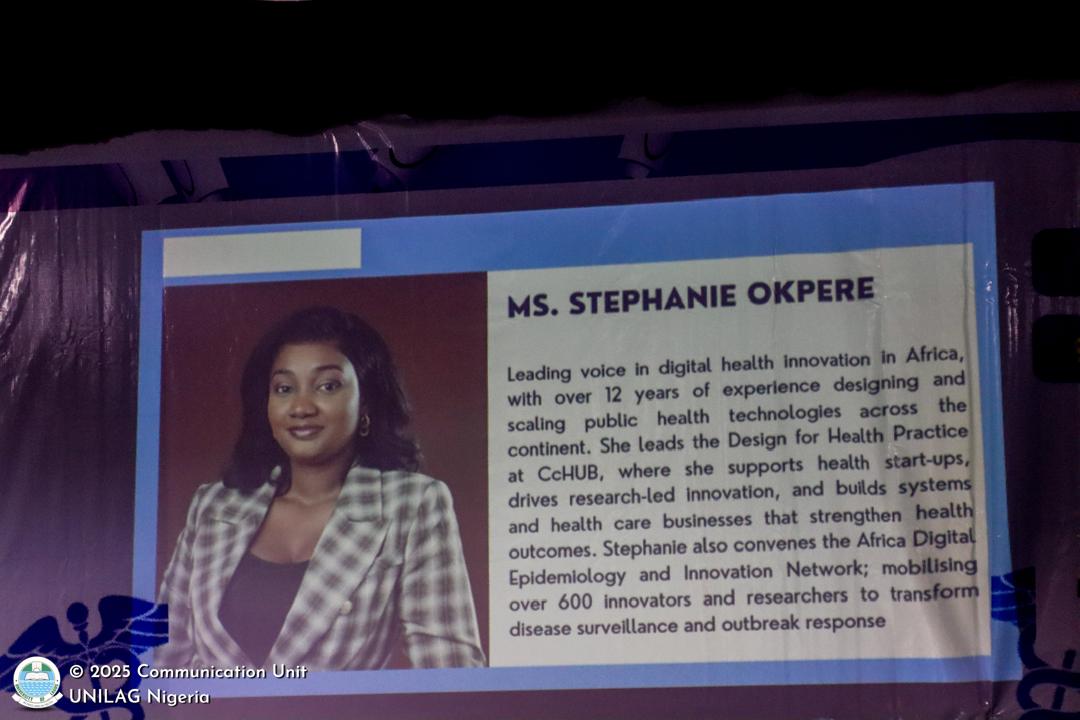 MS. STEPHANIE OKPERE
Leading voice in digital health innovation in Africa,
with over 12 years of experience designing and
scaling public health technologies across the
continent. She leads the Design for Health Practice
at CcHUB, where she supports health start-ups,
drives research-led innovation, and builds systems
and health care businesses that strengthen health
outcomes. Stephanie also convenes the Africa Digital
Epidemiology and Innovation Network; mobilising
over 600 innovators and researchers to transform
disease surveillance and outbreak response
© 2025 Communication Unit
UNILAG Nigeria